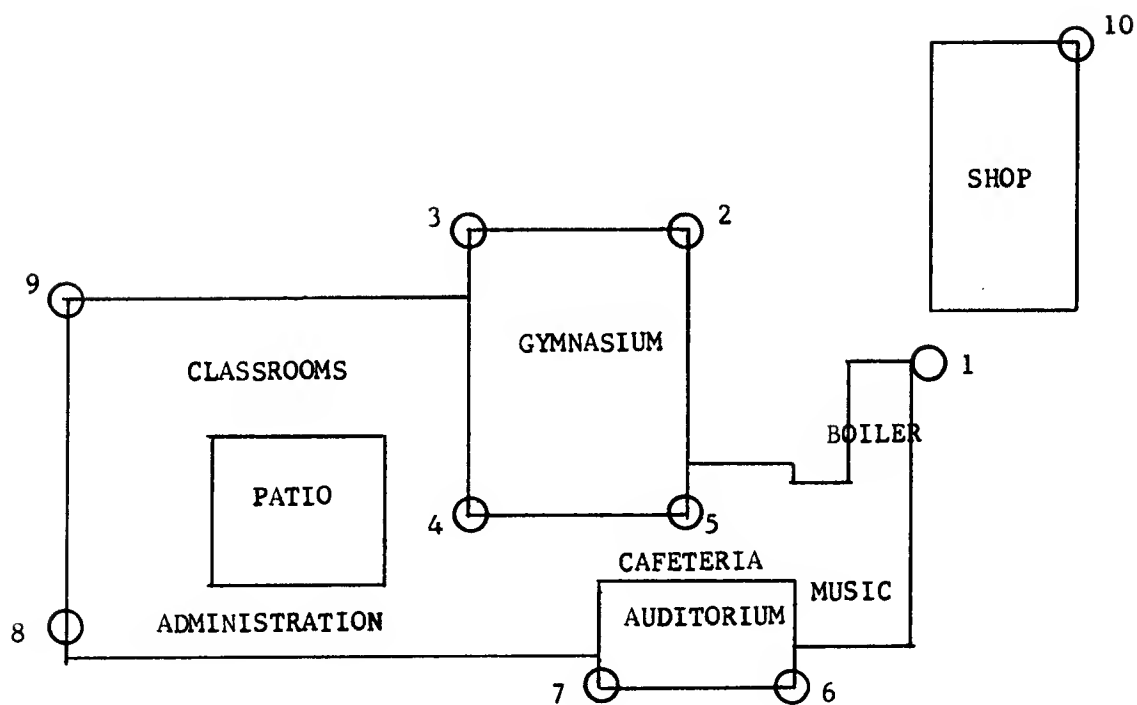 10
SHOP
3
2
9
GYMNASIUM
CLASSROOMS
1
BOILER
PATIO
4
5
CAFETERIA
MUSIC
AUDITORIUM
8
ADMINISTRATION
7
6